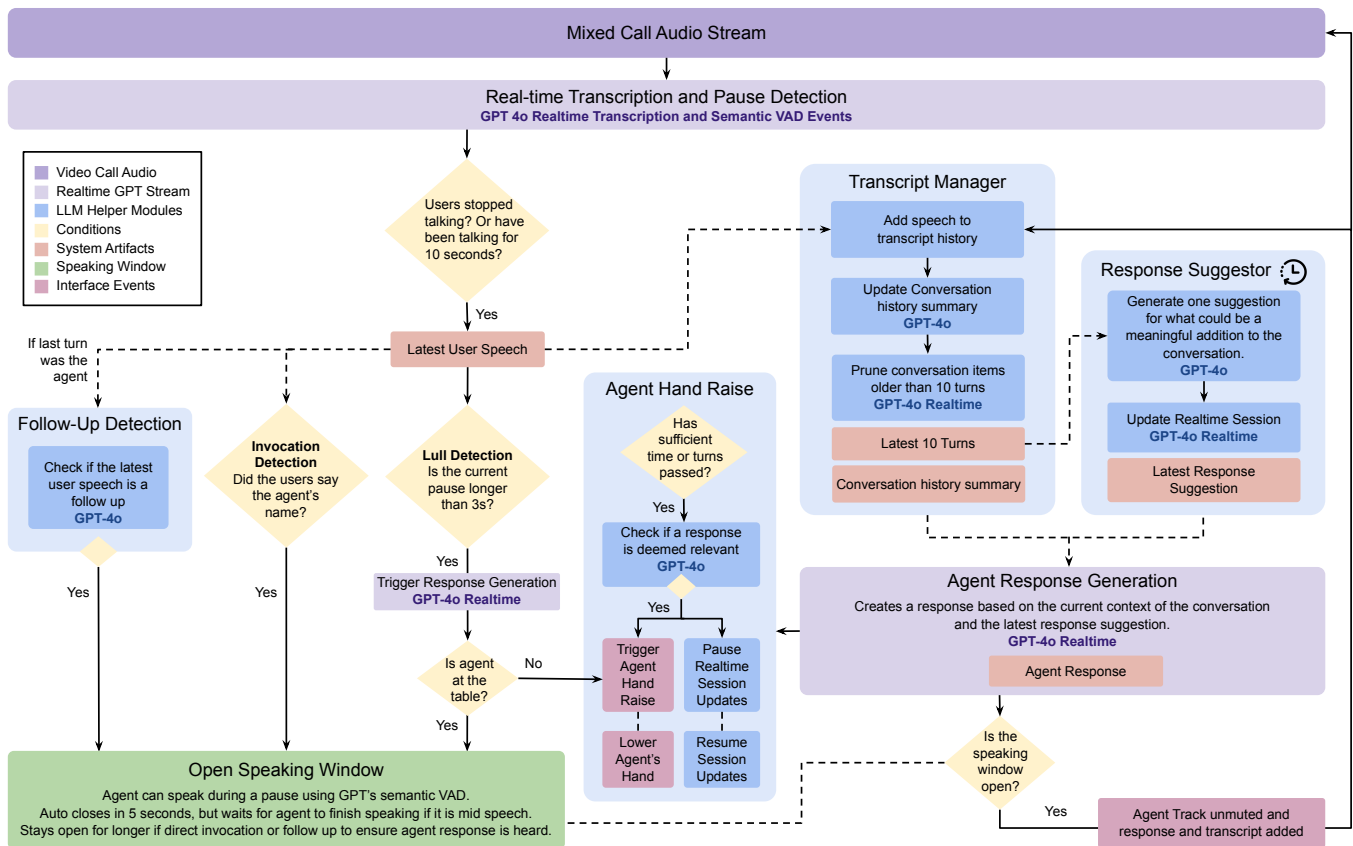 Mixed Call Audio Stream
Real-time Transcription and Pause Detection
GPT 4o Realtime Transcription and Semantic VAD Events
Video Call Audio
Realtime GPT Stream
LLM Helper Modules
Conditions
System Artifacts
Speaking Window
Interface Events
Users stopped
talking? Or have
been talking for
10 seconds?
Yes
Latest User Speech
If last turn
was the
agent
Follow-Up Detection
Check if the latest
user speech is a
follow up
GPT-4o
Yes
Invocation
Detection
Did the users say
the agent's
name?
Yes
Lull Detection
Is the current
pause longer
than 3s?
Yes
Trigger Response Generation
GPT-4o Realtime
Is agent
at the
table?
No
Yes
Open Speaking Window
Agent can speak during a pause using GPT's semantic VAD.
Auto closes in 5 seconds, but waits for agent to finish speaking if it is mid speech.
Stays open for longer if direct invocation or follow up to ensure agent response is heard.
Agent Hand Raise
Has
sufficient
time or turns
passed?
Yes
Check if a response
is deemed relevant
GPT-4o
Yes
Trigger
Agent
Hand
Raise
Pause
Realtime
Session
Updates
Lower
Agent's
Hand
Resume
Session
Updates
Transcript Manager
Add speech to
transcript history
Update Conversation
history summary
GPT-4o
Prune conversation items
older than 10 turns
GPT-4o Realtime
Latest 10 Turns
Conversation history summary
Response Suggestor
Generate one suggestion
for what could be a
meaningful addition to the
conversation.
GPT-4o
Update Realtime Session
GPT-4o Realtime
Latest Response
Suggestion
Agent Response Generation
Creates a response based on the current context of the conversation
and the latest response suggestion.
GPT-4o Realtime
Agent Response
Is the
speaking
window
open?
Yes
Agent Track unmuted and
response and transcript added